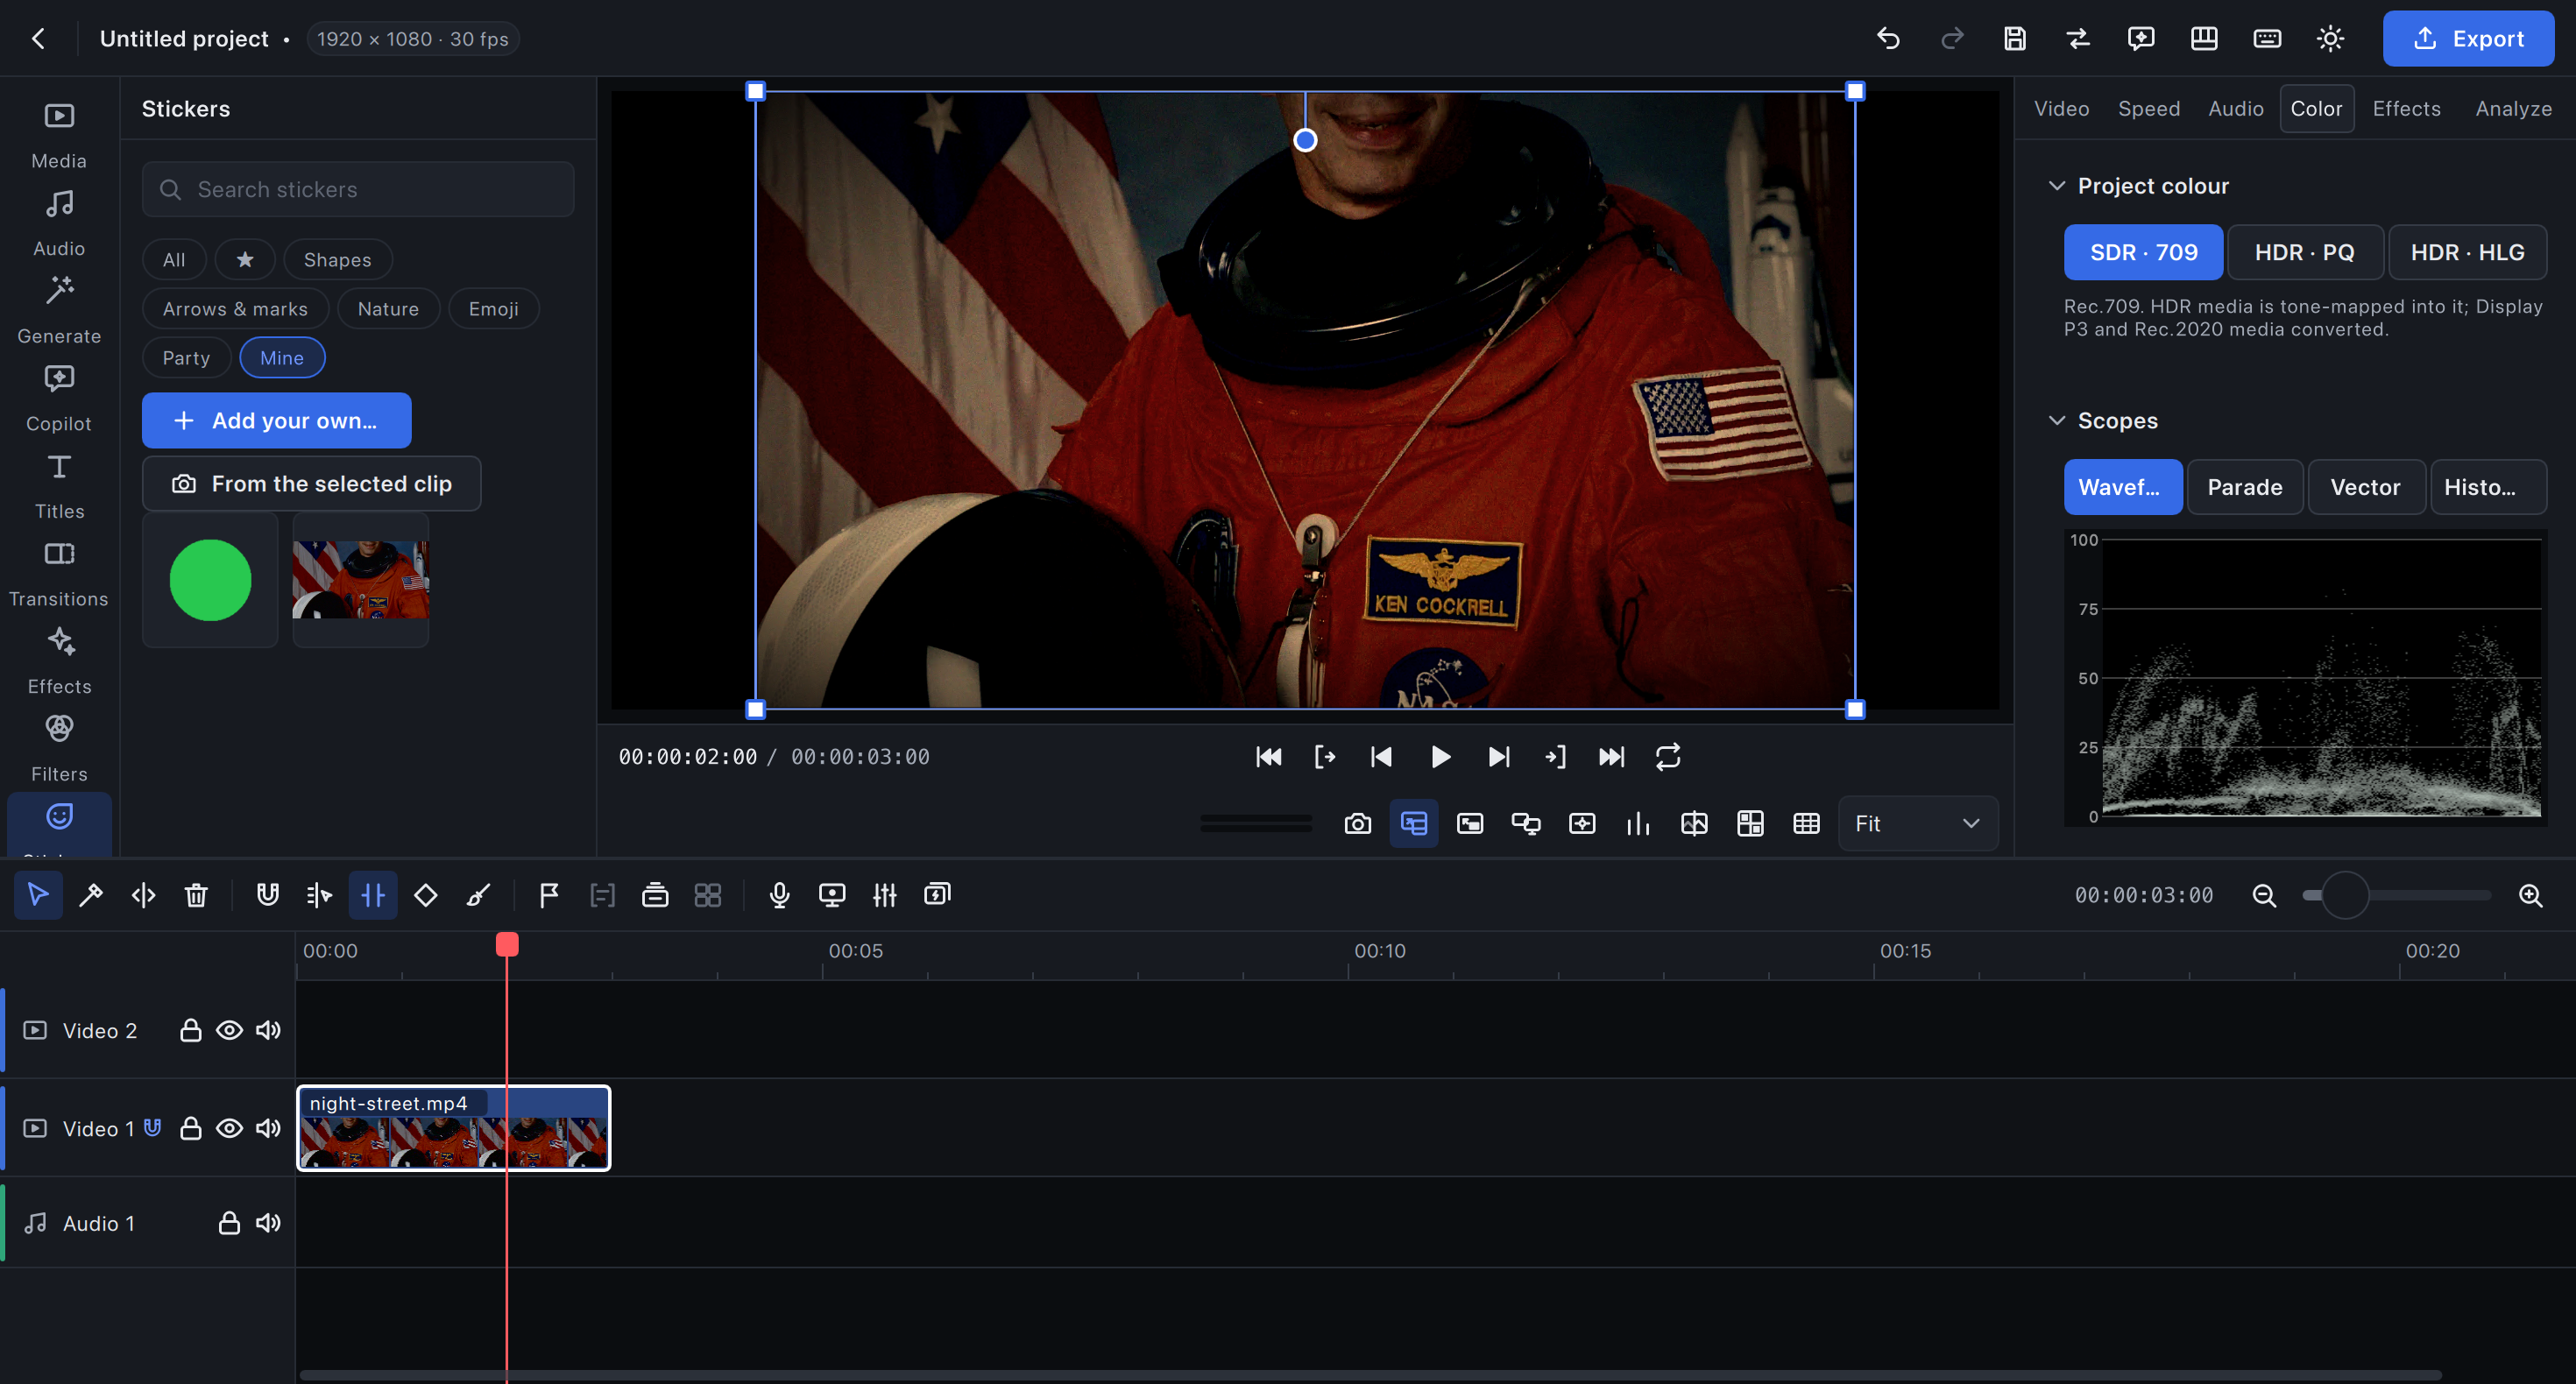 Untitled project • 1920 × 1080 · 30 fps
Export
Media
Audio
Generate
Copilot
Titles
Transitions
Effects
Filters
Stickers
Search stickers
All ★ Shapes
Arrows & marks Nature Emoji
Party Mine
+ Add your own...
From the selected clip
KEN COCKRELL
00:00:02:00 / 00:00:03:00
Fit
Video Speed Audio Color Effects Analyze
Project colour
SDR · 709 HDR · PQ HDR · HLG
Rec.709. HDR media is tone-mapped into it; Display
P3 and Rec.2020 media converted.
Scopes
Wavef... Parade Vector Histo...
100
75
50
25
0
00:00:03:00
00:00 00:05 00:10 00:15 00:20
Video 2
Video 1
night-street.mp4
Audio 1